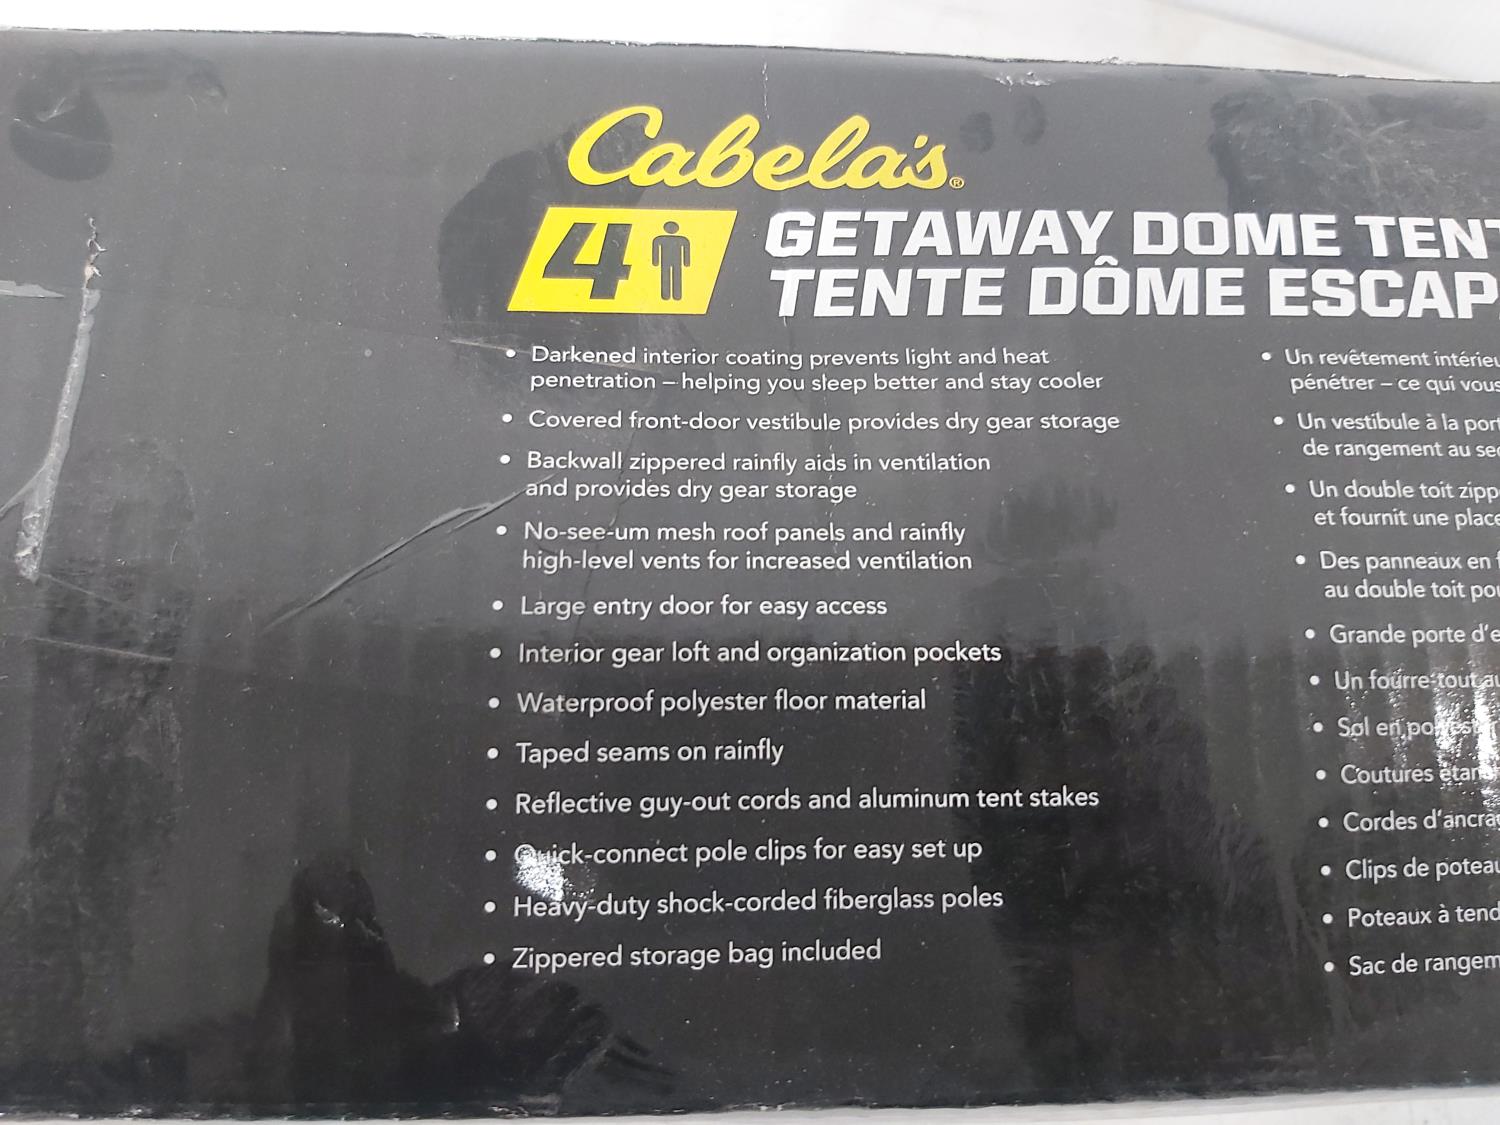 Cabela's®
4
GETAWAY DOME TENT
TENTE DÔME ESCAP
• Darkened interior coating prevents light and heat
penetration – helping you sleep better and stay cooler
• Covered front-door vestibule provides dry gear storage
• Backwall zippered rainfly aids in ventilation
and provides dry gear storage
• No-see-um mesh roof panels and rainfly
high-level vents for increased ventilation
• Large entry door for easy access
• Interior gear loft and organization pockets
• Waterproof polyester floor material
• Taped seams on rainfly
• Reflective guy-out cords and aluminum tent stakes
• Quick-connect pole clips for easy set up
• Heavy-duty shock-corded fiberglass poles
• Zippered storage bag included
• Un revêtement intérieu
pénétrer – ce qui vous
• Un vestibule à la port
de rangement au sec
• Un double toit zipp
et fournit une place
• Des panneaux en f
au double toit pou
• Grande porte d'e
• Un fourre-tout au
• Sol en
• Coutures étan
• Cordes d'ancra
• Clips de poteau
• Poteaux à tend
• Sac de rangem